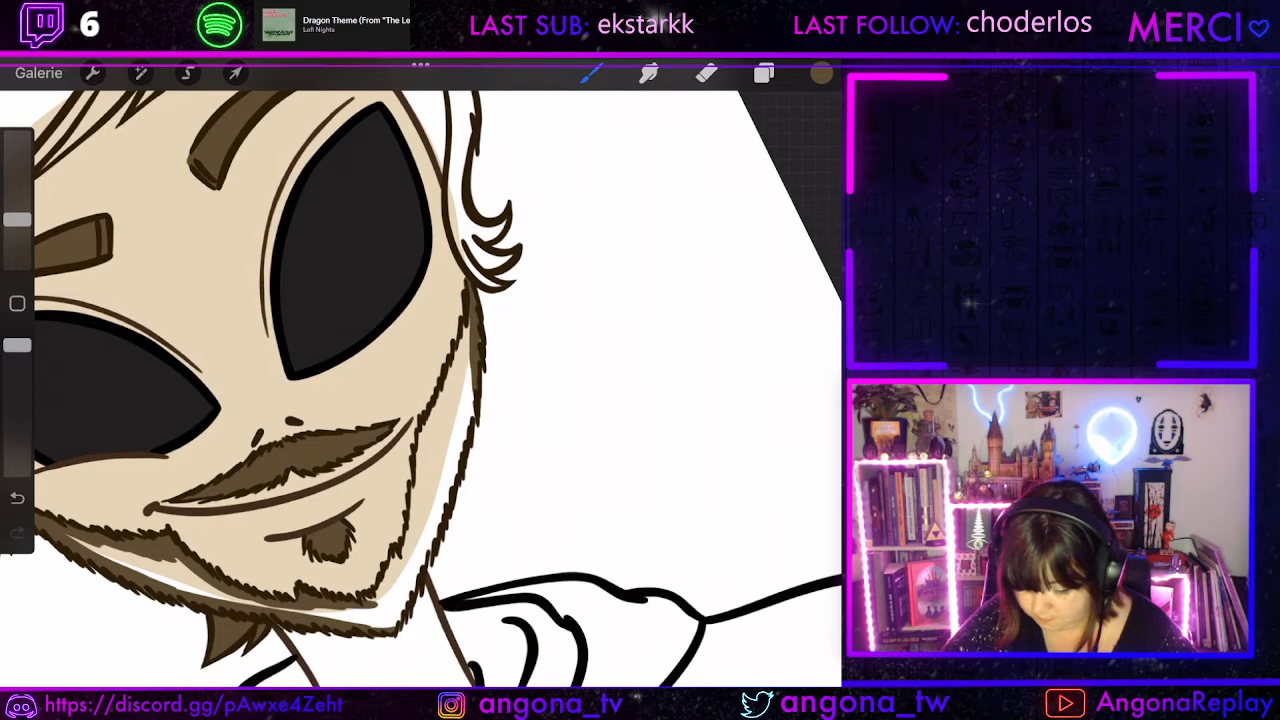 6
Dragon Theme (From "The Le
Lofi Nights
LAST SUB: ekstarkk
LAST FOLLOW: choderlos
MERCI
Galerie
https://discord.gg/pAwxe4Zeht
angona_tv
angona_tw
AngonaReplay